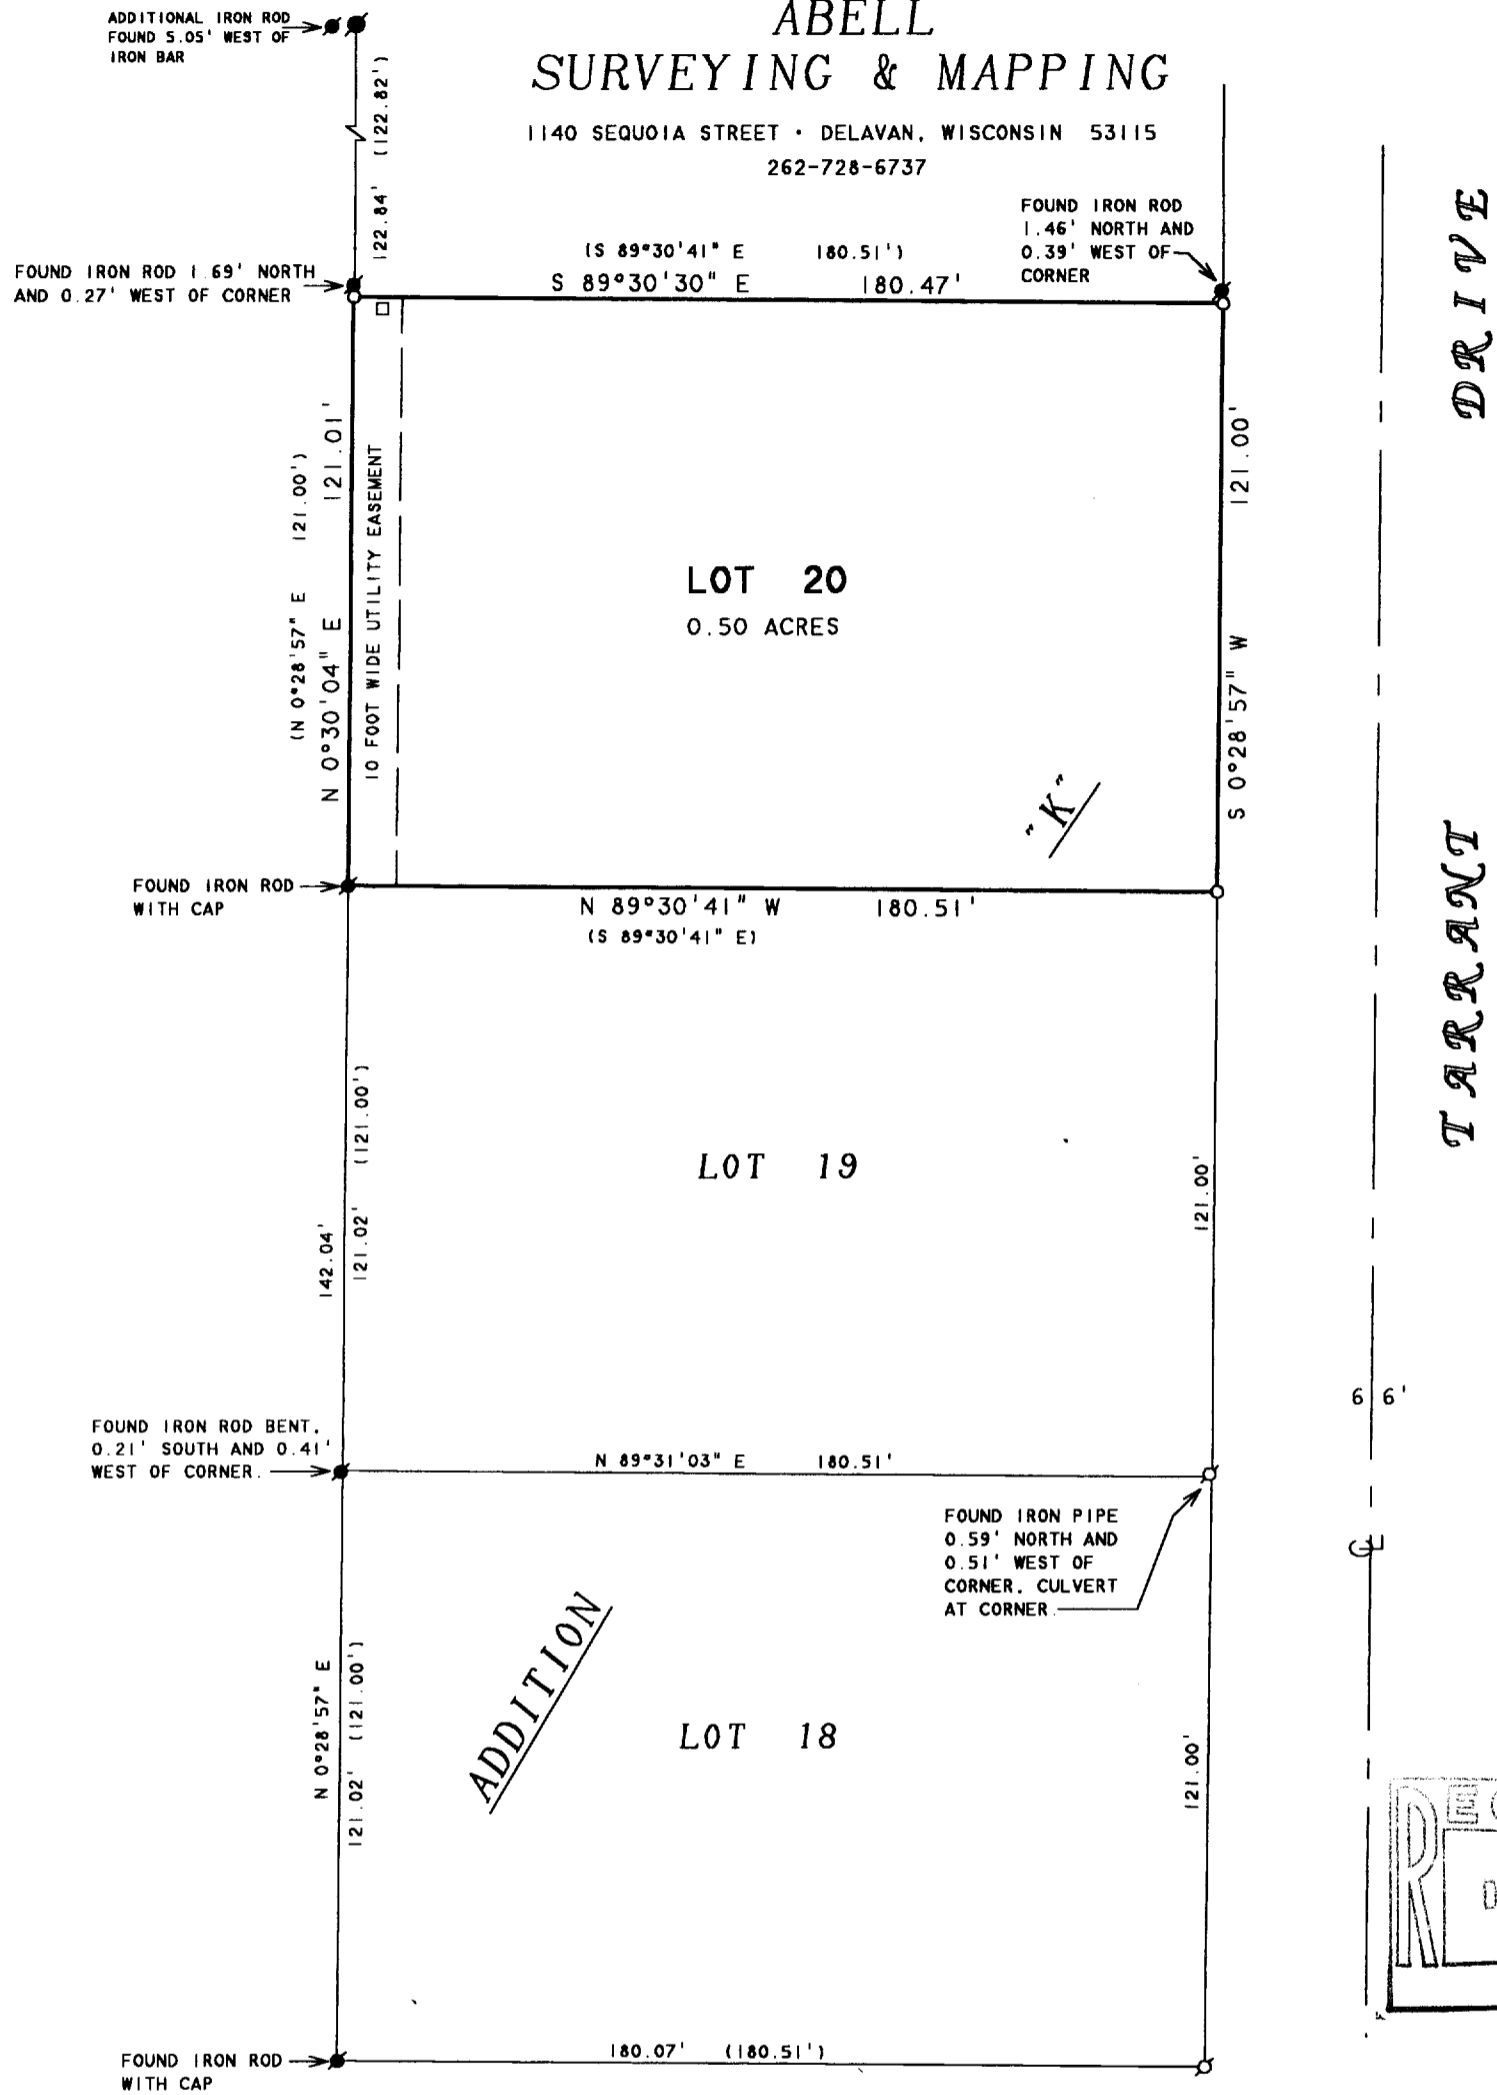 ADDITIONAL IRON ROD
FOUND 5.05' WEST OF
IRON BAR
ABELL
SURVEYING & MAPPING
1140 SEQUOIA STREET • DELAVAN, WISCONSIN 53115
262-728-6737
122.84' (122.82')
FOUND IRON ROD
1.46' NORTH AND
0.39' WEST OF
CORNER
FOUND IRON ROD 1.69' NORTH
AND 0.27' WEST OF CORNER
(S 89°30'41" E 180.51')
S 89°30'30" E 180.47'
(N 0°28'57" E 121.00')
N 0°30'04" E 121.01'
10 FOOT WIDE UTILITY EASEMENT
LOT 20
0.50 ACRES
S 0°28'57" W 121.00'
"K"
TARRANT DRIVE
FOUND IRON ROD
WITH CAP
N 89°30'41" W 180.51'
(S 89°30'41" E)
142.04'
121.02' (121.00')
LOT 19
121.00'
66'
FOUND IRON ROD BENT,
0.21' SOUTH AND 0.41'
WEST OF CORNER.
N 89°31'03" E 180.51'
FOUND IRON PIPE
0.59' NORTH AND
0.51' WEST OF
CORNER. CULVERT
AT CORNER.
CL
N 0°28'57" E
121.02' (121.00')
ADDITION
LOT 18
121.00'
FOUND IRON ROD
WITH CAP
180.07' (180.51')